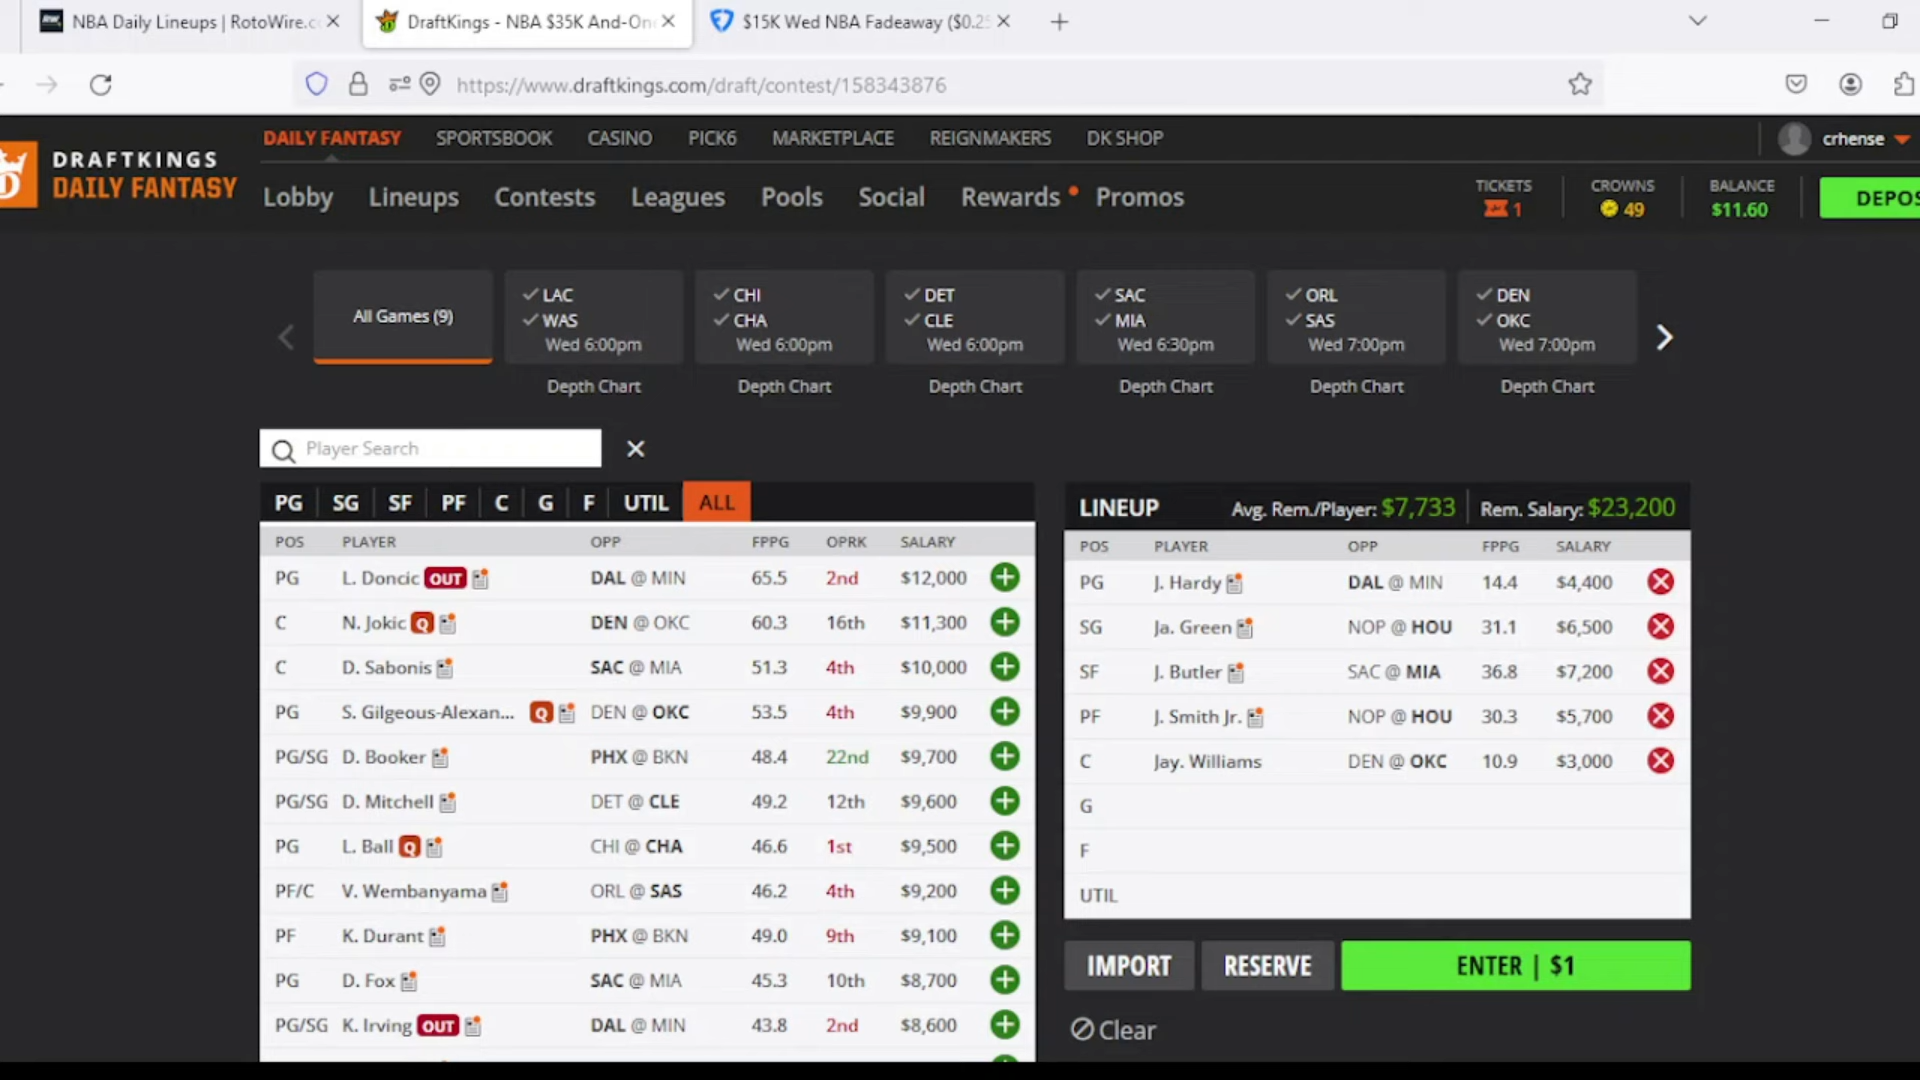 NBA Daily Lineups | RotoWire.c
DraftKings - NBA $35K And-On
$15K Wed NBA Fadeaway ($0.25
https://www.draftkings.com/draft/contest/158343876
DRAFTKINGS
DAILY FANTASY
DAILY FANTASY SPORTSBOOK CASINO PICK6 MARKETPLACE REIGNMAKERS DK SHOP
crhense
Lobby Lineups Contests Leagues Pools Social Rewards Promos
TICKETS 1
CROWNS 49
BALANCE $11.60
DEPOS
All Games (9)
LAC
WAS
Wed 6:00pm
Depth Chart
CHI
CHA
Wed 6:00pm
Depth Chart
DET
CLE
Wed 6:00pm
Depth Chart
SAC
MIA
Wed 6:30pm
Depth Chart
ORL
SAS
Wed 7:00pm
Depth Chart
DEN
OKC
Wed 7:00pm
Depth Chart
Player Search
PG SG SF PF C G F UTIL ALL
POS PLAYER OPP FPPG OPRK SALARY
PG L. Doncic OUT DAL @ MIN 65.5 2nd $12,000
C N. Jokic Q DEN @ OKC 60.3 16th $11,300
C D. Sabonis SAC @ MIA 51.3 4th $10,000
PG S. Gilgeous-Alexan... Q DEN @ OKC 53.5 4th $9,900
PG/SG D. Booker PHX @ BKN 48.4 22nd $9,700
PG/SG D. Mitchell DET @ CLE 49.2 12th $9,600
PG L. Ball Q CHI @ CHA 46.6 1st $9,500
PF/C V. Wembanyama ORL @ SAS 46.2 4th $9,200
PF K. Durant PHX @ BKN 49.0 9th $9,100
PG D. Fox SAC @ MIA 45.3 10th $8,700
PG/SG K. Irving OUT DAL @ MIN 43.8 2nd $8,600
LINEUP Avg. Rem./Player: $7,733 Rem. Salary: $23,200
POS PLAYER OPP FPPG SALARY
PG J. Hardy DAL @ MIN 14.4 $4,400
SG Ja. Green NOP @ HOU 31.1 $6,500
SF J. Butler SAC @ MIA 36.8 $7,200
PF J. Smith Jr. NOP @ HOU 30.3 $5,700
C Jay. Williams DEN @ OKC 10.9 $3,000
G
F
UTIL
IMPORT RESERVE ENTER | $1
Clear